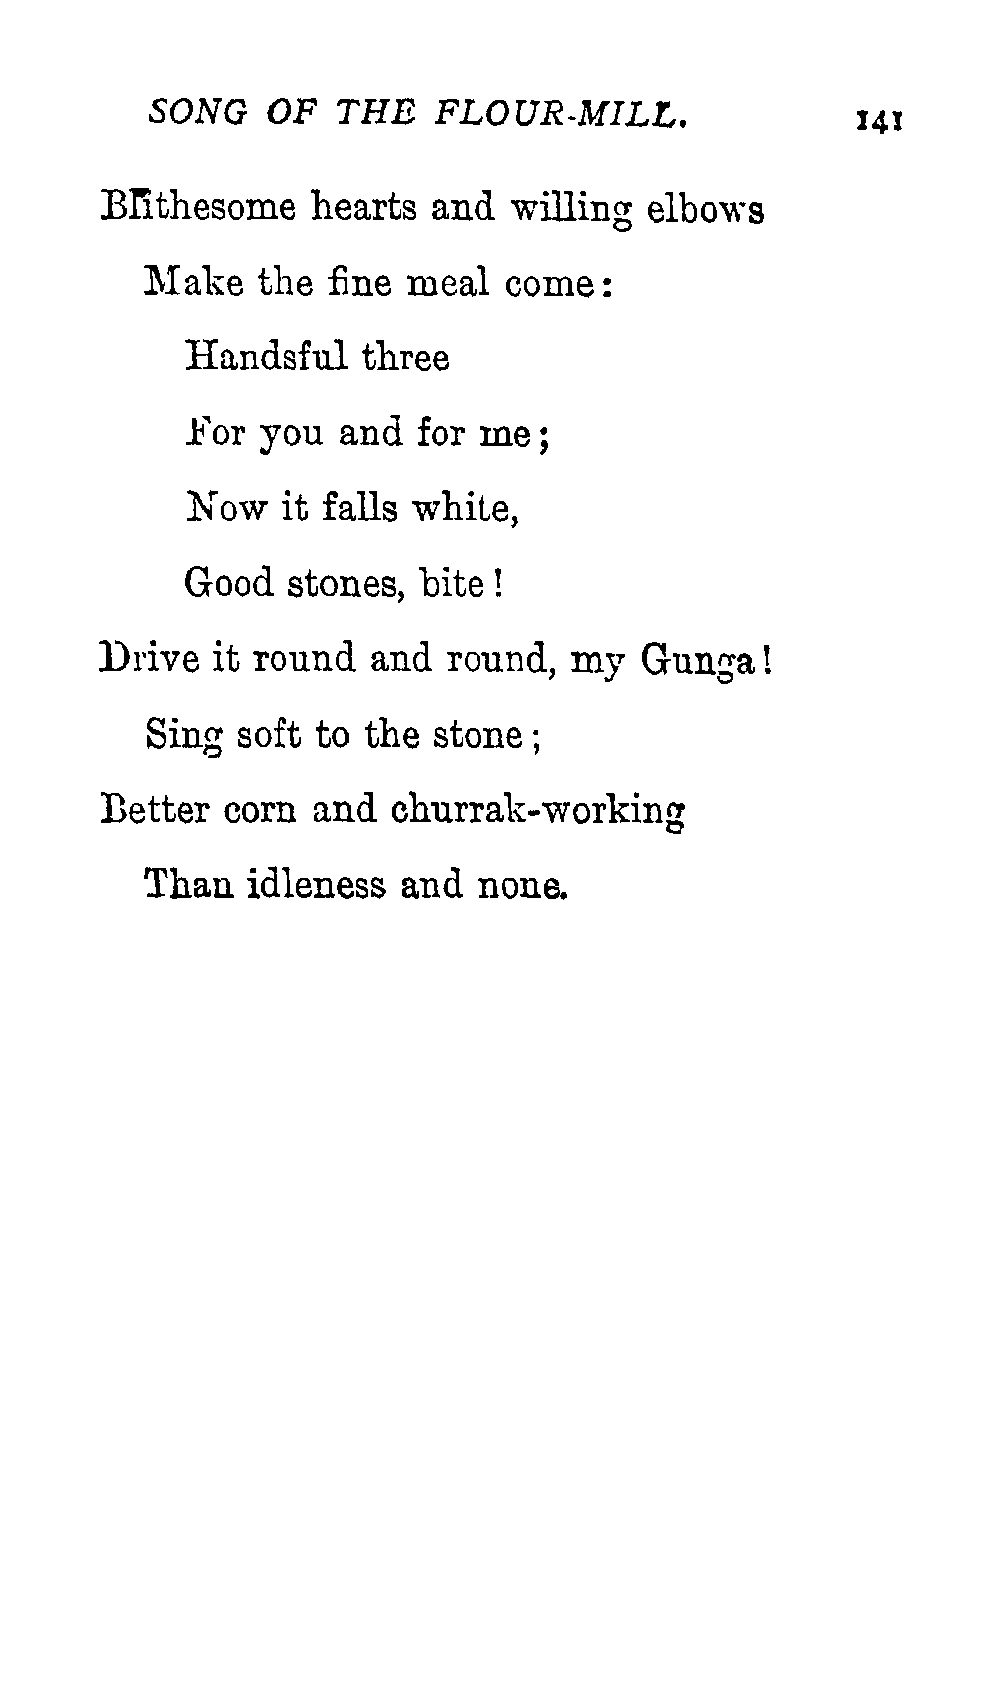 SONG OF THE FLOUR-MILL. 141
Blithesome hearts and willing elbows
Make the fine meal come:
Handsful three
For you and for me;
Now it falls white,
Good stones, bite!
Drive it round and round, my Gunga!
Sing soft to the stone;
Better corn and churrak-working
Than idleness and none.